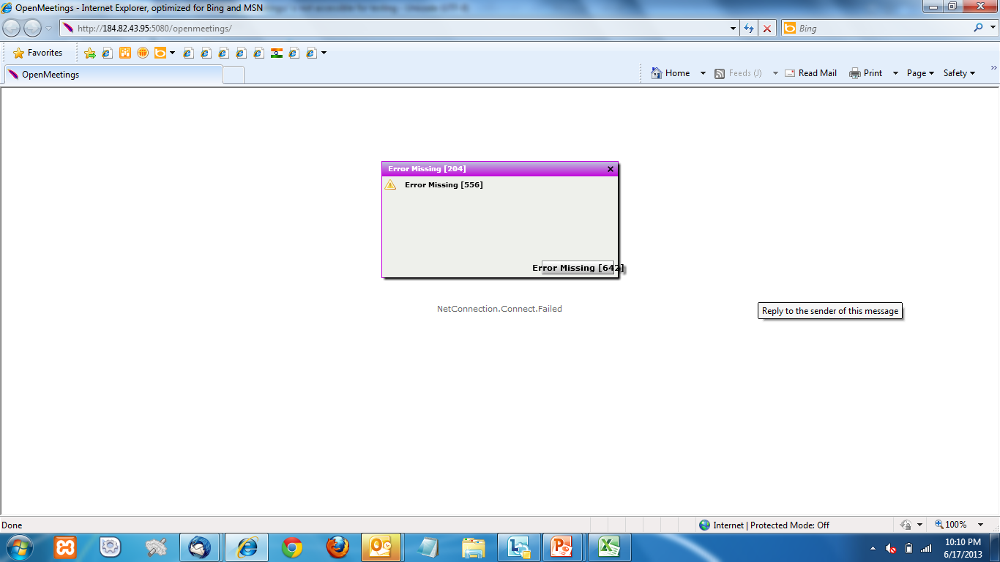 OpenMeetings - Internet Explorer, optimized for Bing and MSN
http://184.82.43.95:5080/openmeetings/
Bing
Favorites
OpenMeetings
Home
Feeds (J)
Read Mail
Print
Page
Safety
Error Missing [204]
Error Missing [556]
Error Missing [642]
NetConnection.Connect.Failed
Reply to the sender of this message
Done
Internet | Protected Mode: Off
100%
10:10 PM
6/17/2013